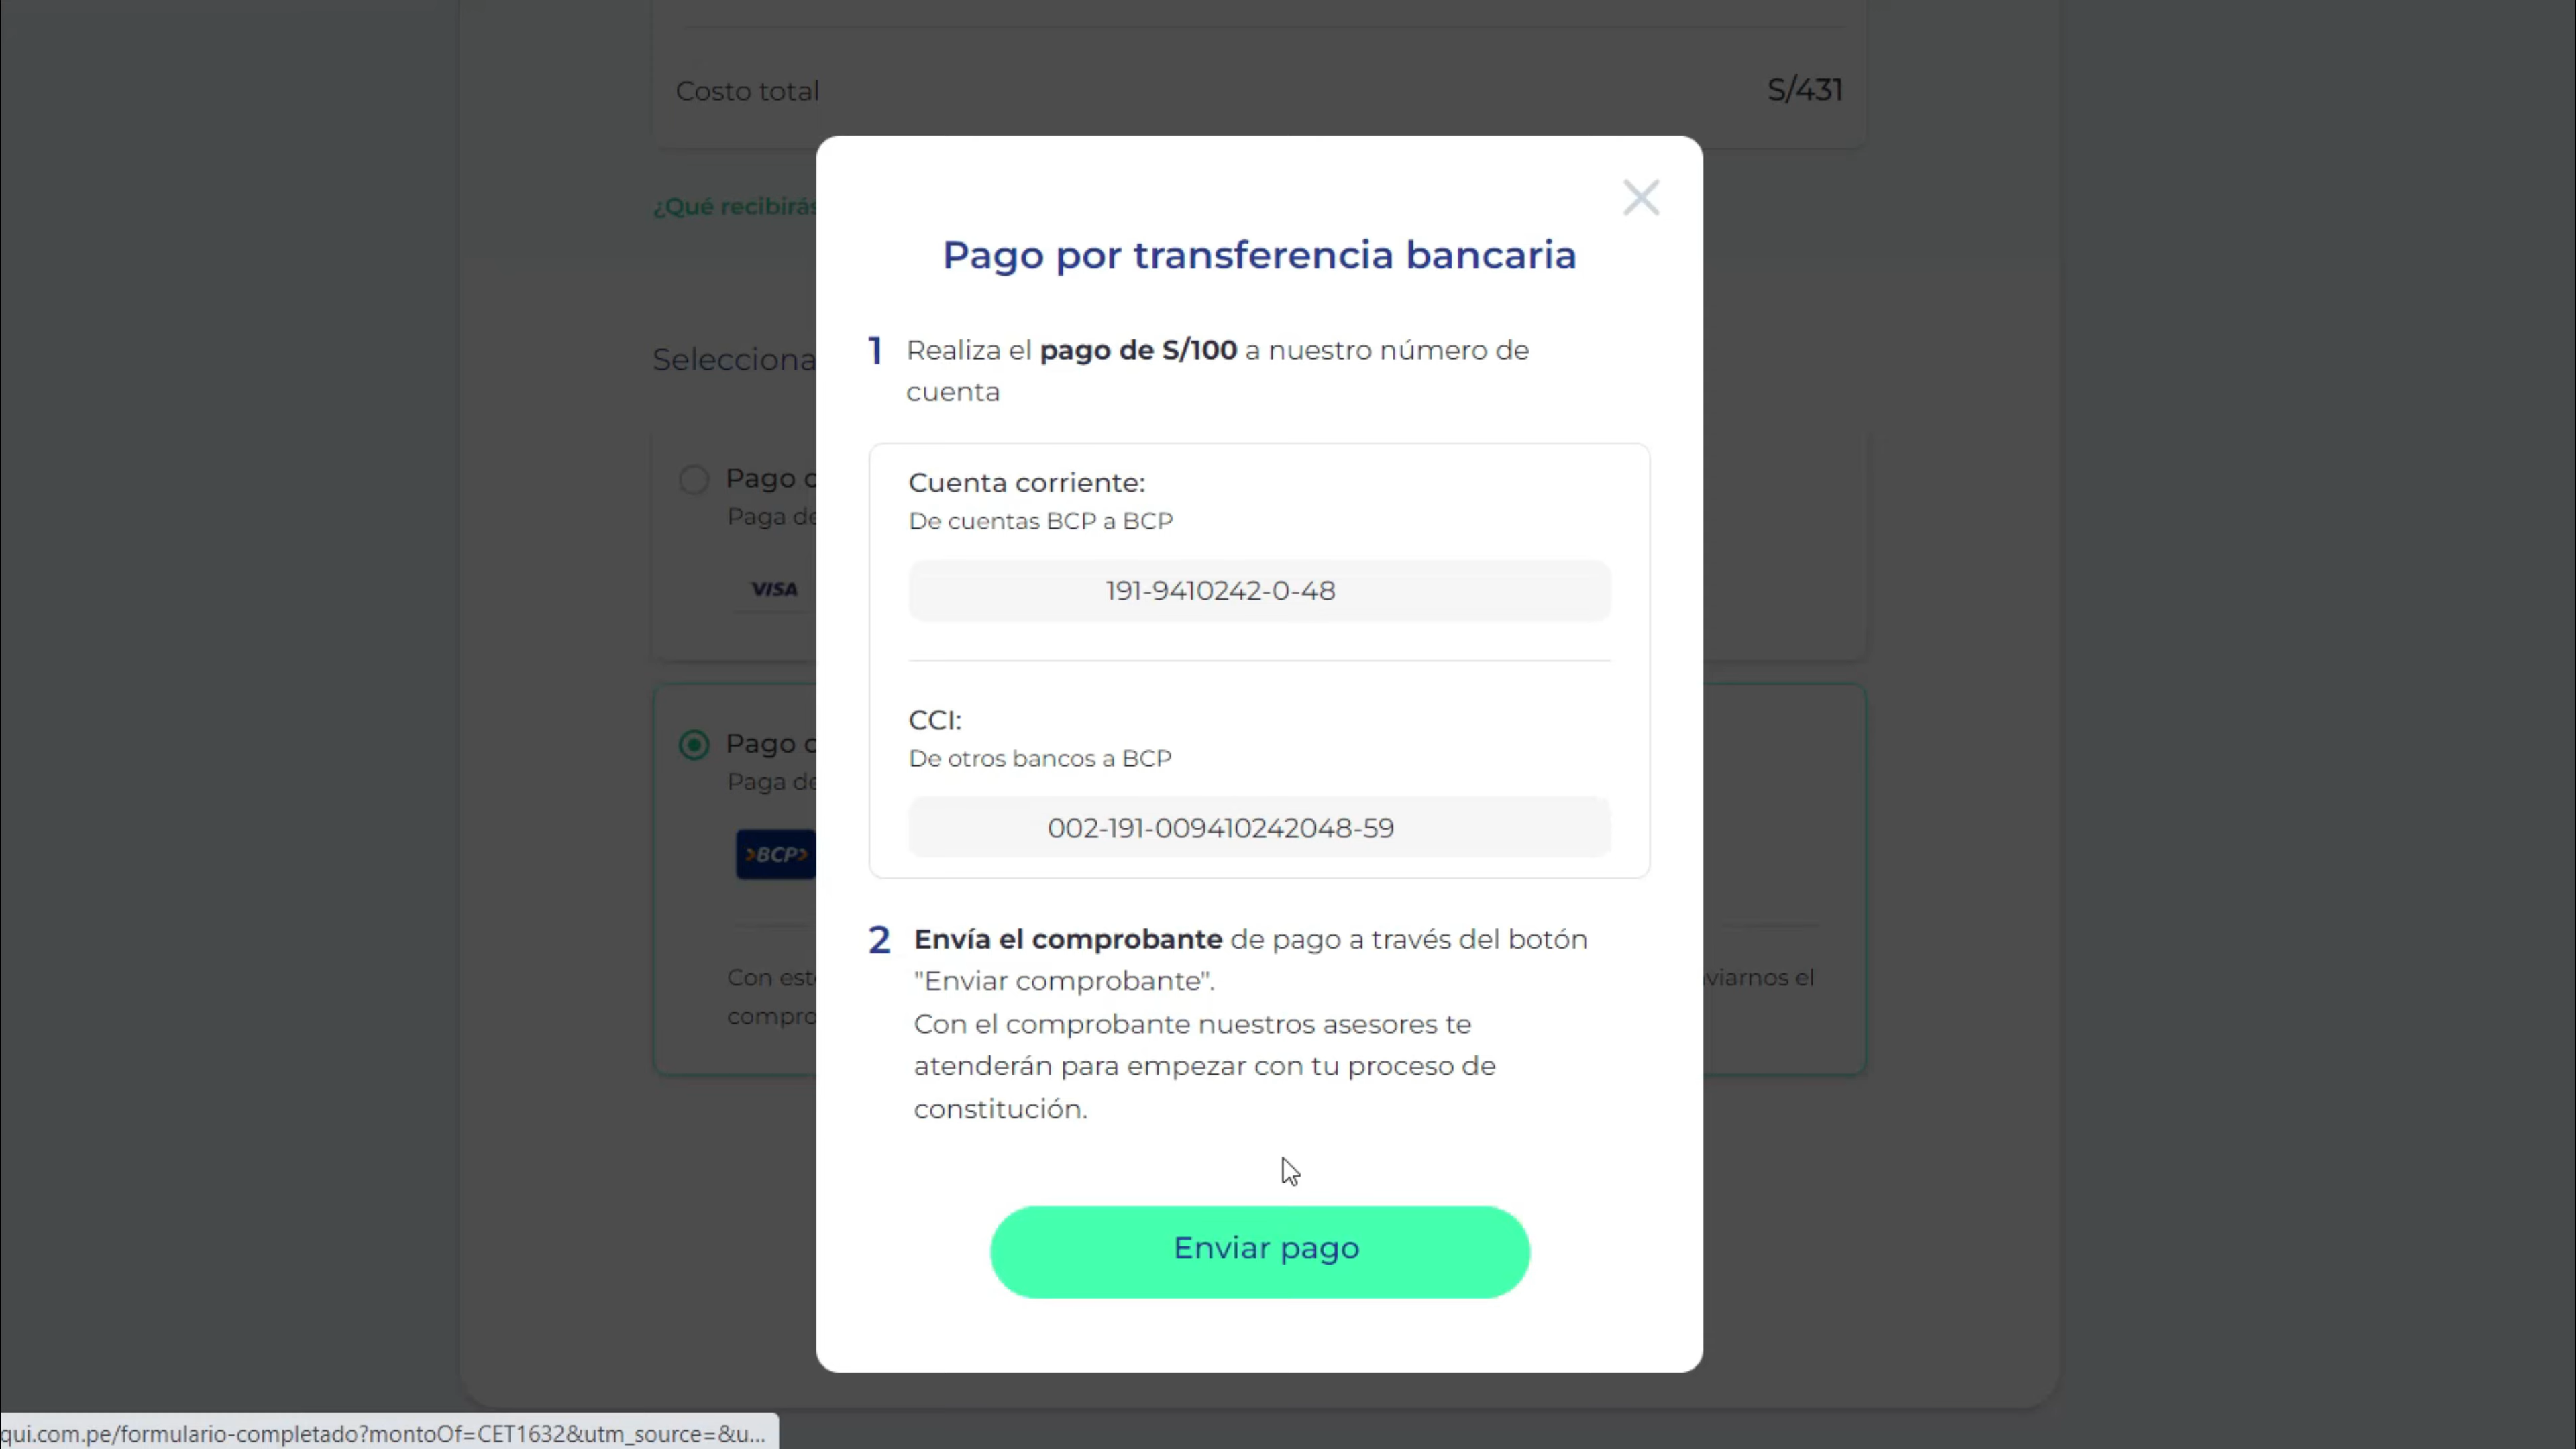 Costo total
S/431
¿Qué recibirás
Selecciona
Pago
Paga de
VISA
Pago
Paga de
BCP
Con
viarnos el
Pago por transferencia bancaria
1 Realiza el pago de S/100 a nuestro número de
cuenta
Cuenta corriente:
De cuentas BCP a BCP
191-9410242-0-48
CCI:
De otros bancos a BCP
002-191-009410242048-59
2 Envía el comprobante de pago a través del botón
"Enviar comprobante".
Con el comprobante nuestros asesores te
atenderán para empezar con tu proceso de
constitución.
Enviar pago
qui.com.pe/formulario-completado?montoOf=CET1632&utm_source=&u...